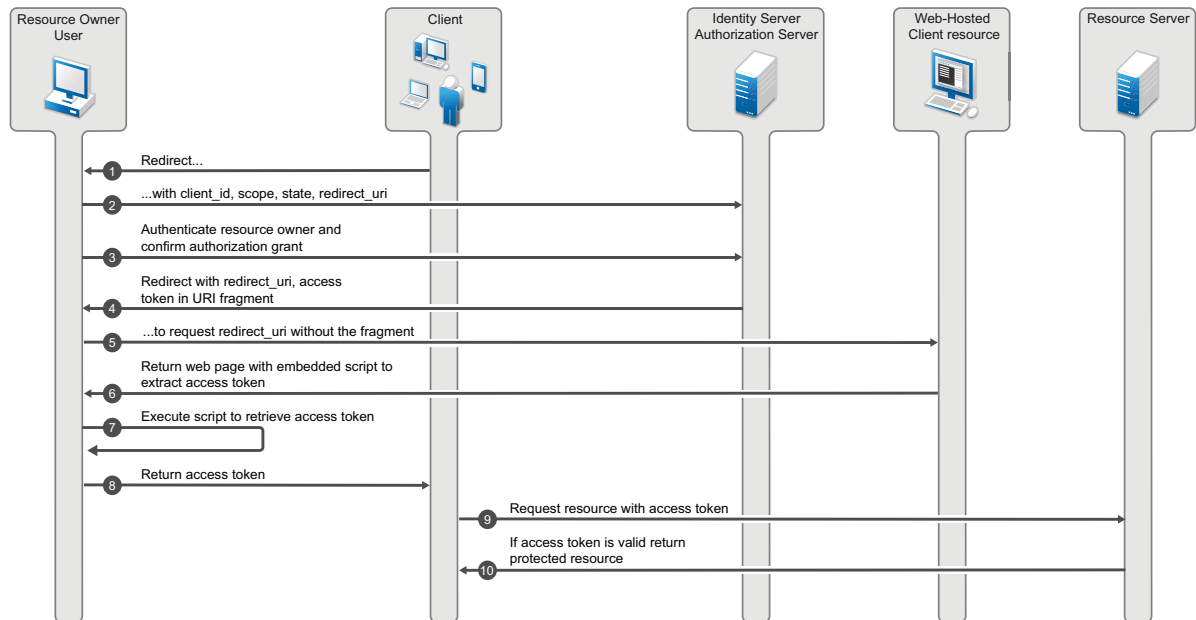 Resource Owner
User
Client
Identity Server
Authorization Server
Web-Hosted
Client resource
Resource Server
Redirect...
1
...with client_id, scope, state, redirect_uri
2
Authenticate resource owner and
confirm authorization grant
3
Redirect with redirect_uri, access
token in URI fragment
4
...to request redirect_uri without the fragment
5
Return web page with embedded script to
extract access token
6
Execute script to retrieve access token
7
Return access token
8
Request resource with access token
9
If access token is valid return
protected resource
10